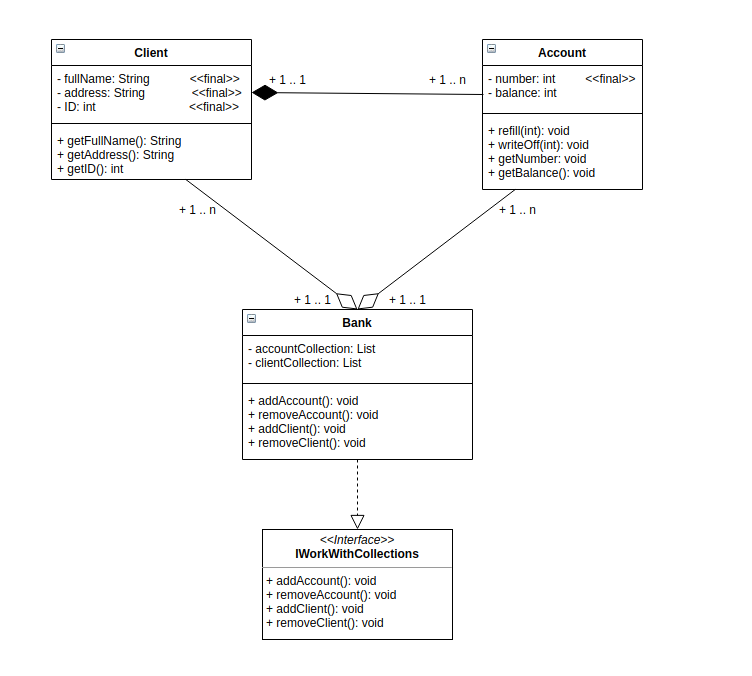 Client
- fullName: String <<final>>
- address: String <<final>>
- ID: int <<final>>
+ getFullName(): String
+ getAddress(): String
+ getID(): int
+ 1 .. 1
+ 1 .. n
Account
- number: int <<final>>
- balance: int
+ refill(int): void
+ writeOff(int): void
+ getNumber: void
+ getBalance(): void
+ 1 .. n
+ 1 .. n
+ 1 .. 1
+ 1 .. 1
Bank
- accountCollection: List
- clientCollection: List
+ addAccount(): void
+ removeAccount(): void
+ addClient(): void
+ removeClient(): void
<<Interface>>
IWorkWithCollections
+ addAccount(): void
+ removeAccount(): void
+ addClient(): void
+ removeClient(): void